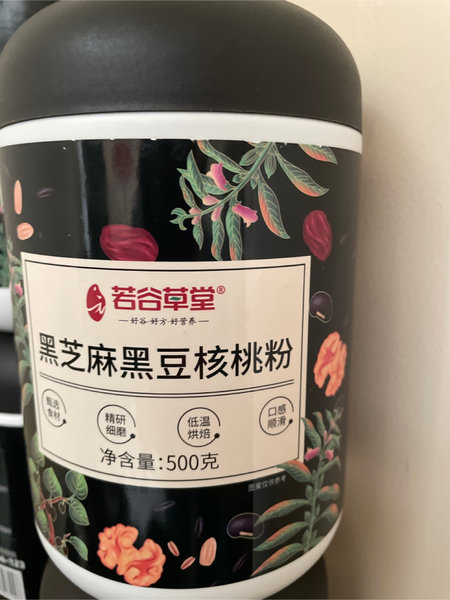 若谷草堂®
好谷·好方·好营养
黑芝麻黑豆核桃粉
甄选
食材
精研
细磨
低温
烘焙
口感
顺滑
净含量:500克
图案仅供参考